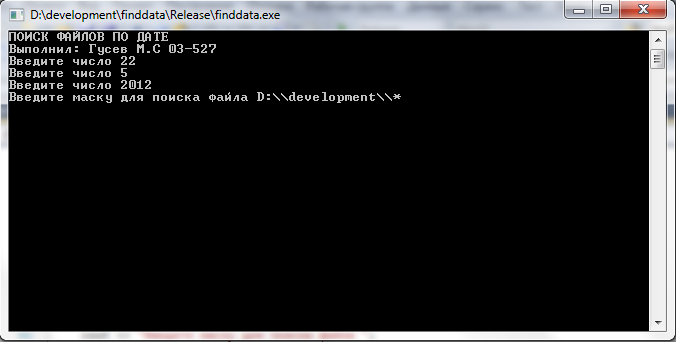 D:\development\finddata\Release\finddata.exe
ПОИСК ФАЙЛОВ ПО ДАТЕ
Выполнил: Гусев М.С 03-527
Введите число 22
Введите число 5
Введите число 2012
Введите маску для поиска файла D:\\development\\*